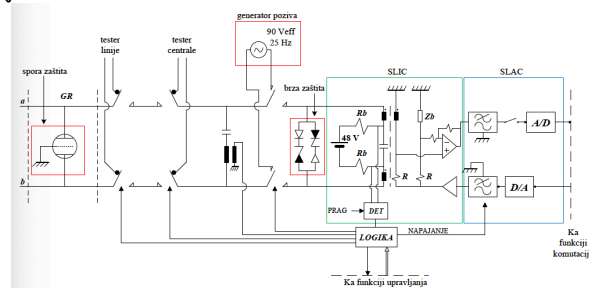 generator poziva
90 Veff
25 Hz
tester
linije
tester
centrale
spora zaštita
GR
brza zaštita
SLIC
SLAC
a
b
Rb
Rb
48 V
Zb
R
R
A/D
D/A
PRAG
DET
LOGIKA
NAPAJANJE
Ka
funkciji
komutacij
Ka funkciji upravljanja